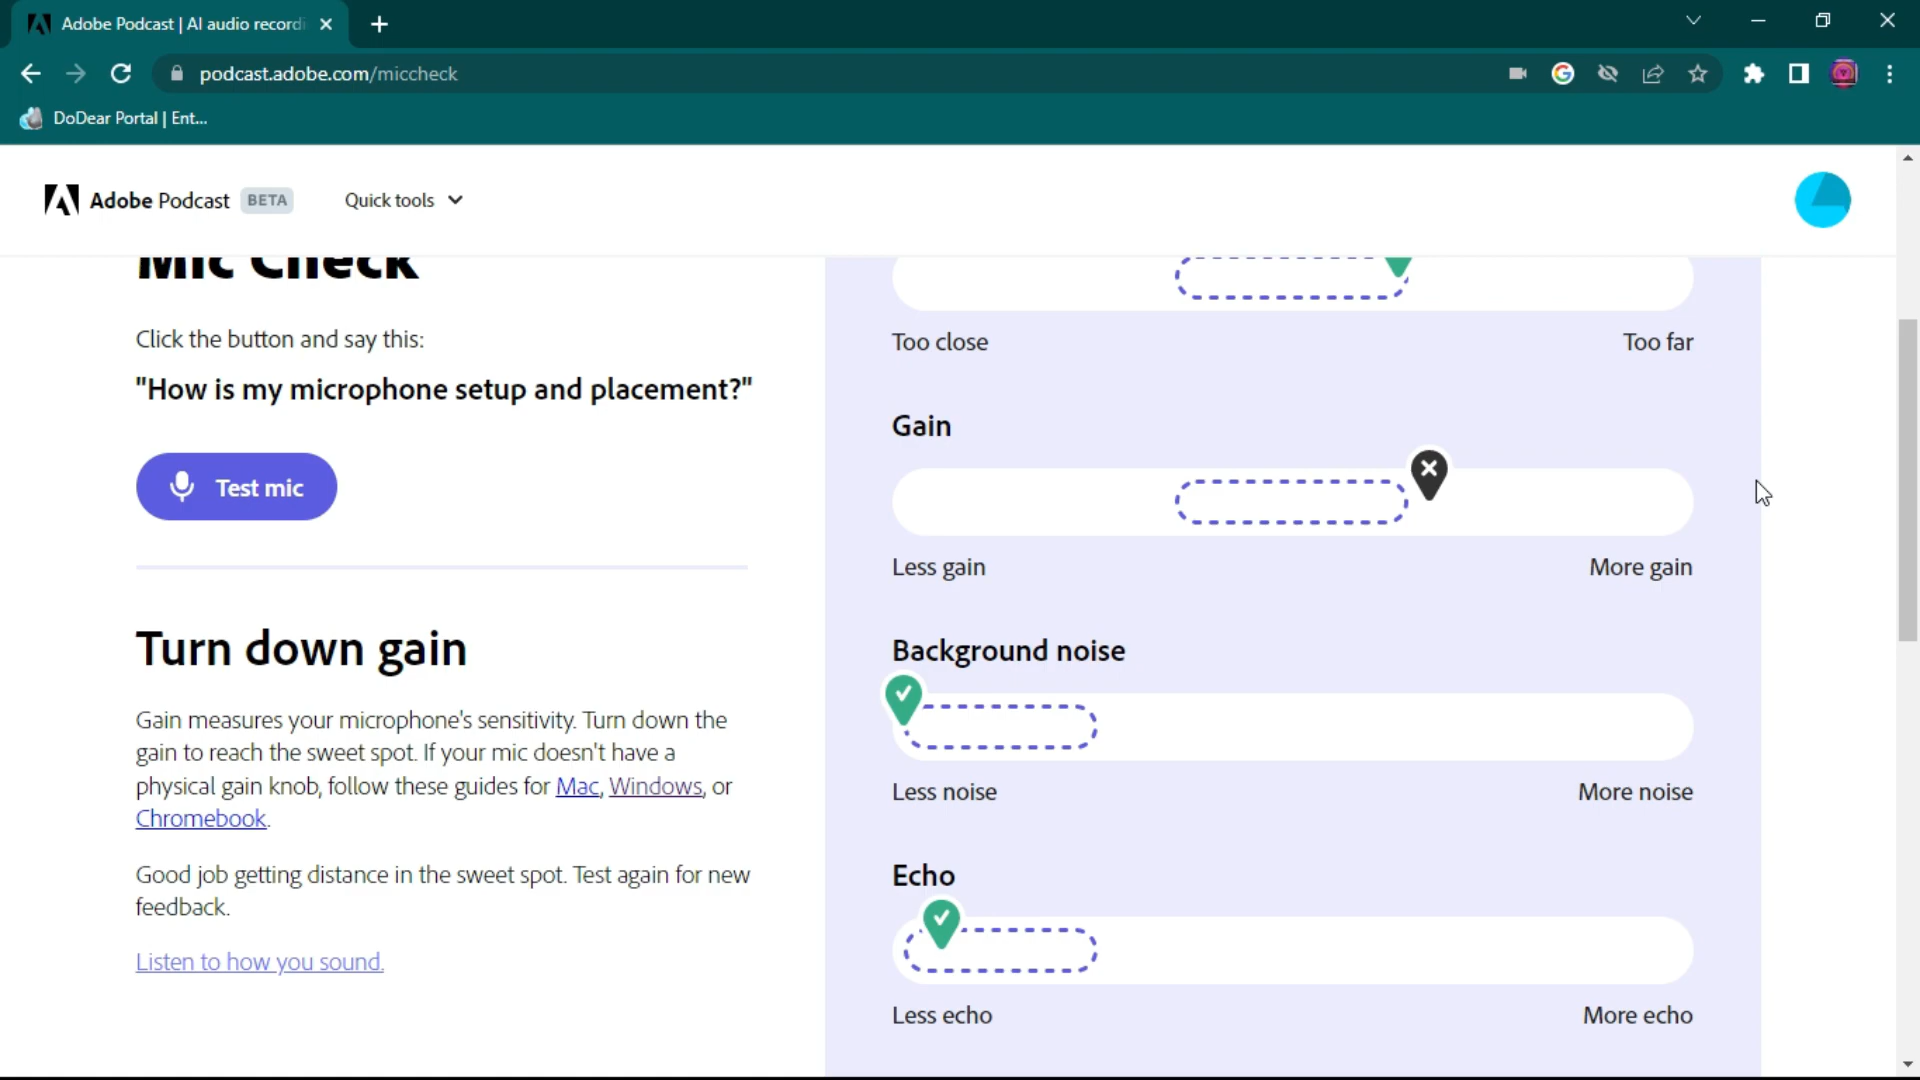 Adobe Podcast | AI audio recordi
podcast.adobe.com/miccheck
DoDear Portal | Ent...
Adobe Podcast BETA
Quick tools
Mic Check
Click the button and say this:
"How is my microphone setup and placement?"
Test mic
Turn down gain
Gain measures your microphone's sensitivity. Turn down the
gain to reach the sweet spot. If your mic doesn't have a
physical gain knob, follow these guides for Mac, Windows, or
Chromebook.
Good job getting distance in the sweet spot. Test again for new
feedback.
Listen to how you sound.
Too close
Too far
Gain
Less gain
More gain
Background noise
Less noise
More noise
Echo
Less echo
More echo